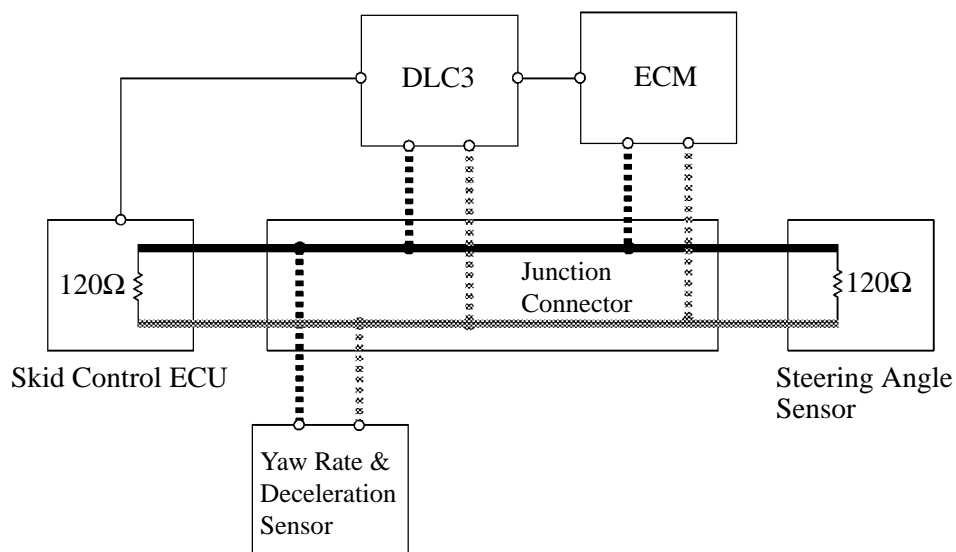 DLC3
ECM
120Ω
Junction
Connector
120Ω
Skid Control ECU
Steering Angle
Sensor
Yaw Rate &
Deceleration
Sensor